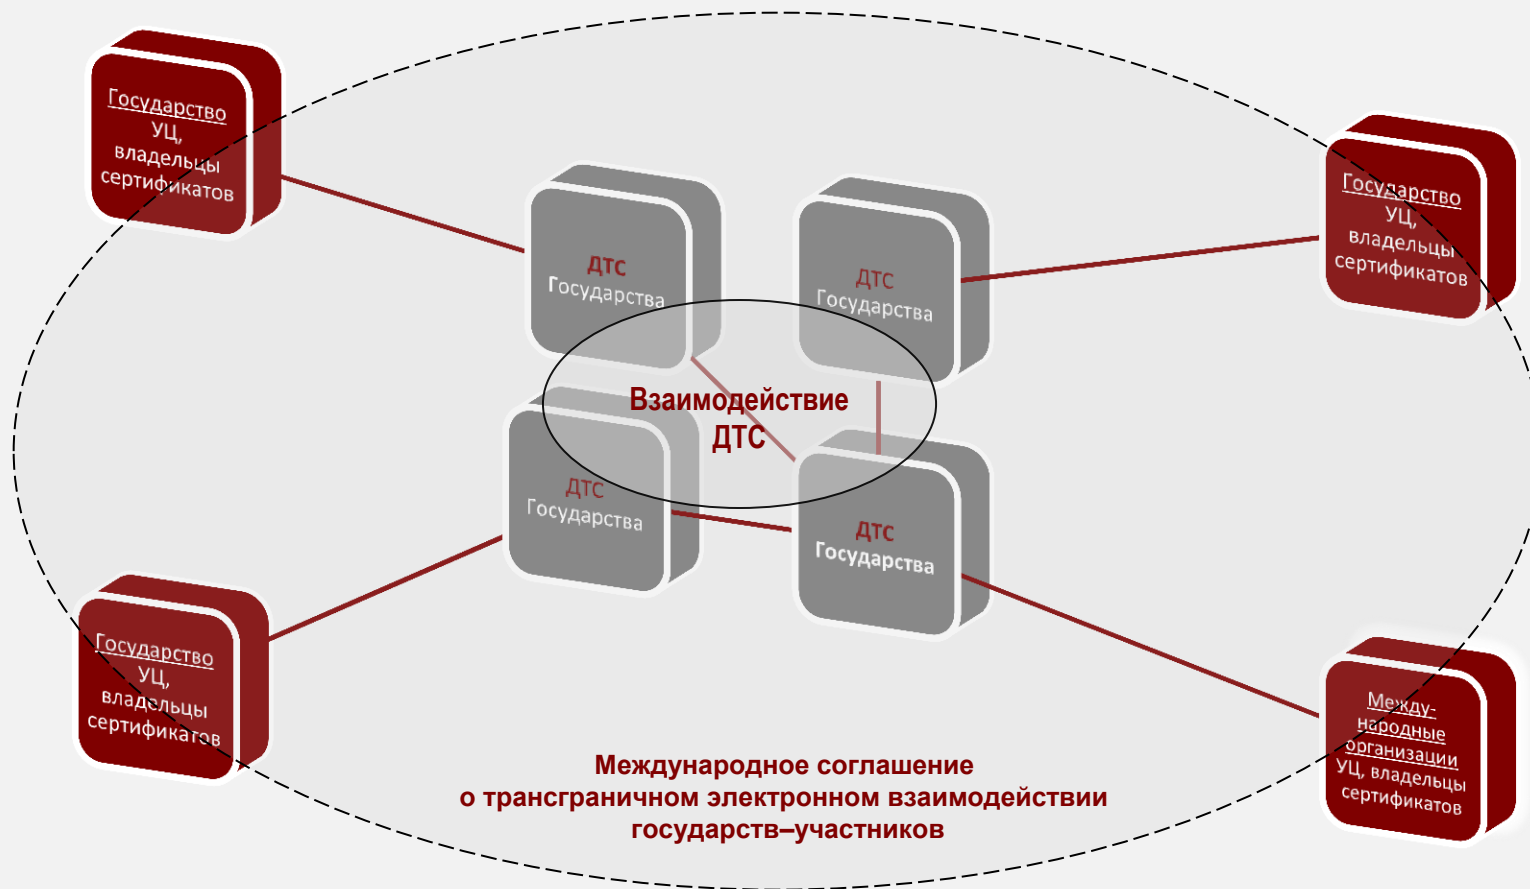 Государство
УЦ,
владельцы
сертификатов
Государство
УЦ,
владельцы
сертификатов
ДТС
Государства
ДТС
Государства
Взаимодействие
ДТС
ДТС
Государства
ДТС
Государства
Государство
УЦ,
владельцы
сертификатов
Между-
народные
организации
УЦ, владельцы
сертификатов
Международное соглашение
о трансграничном электронном взаимодействии
государств–участников